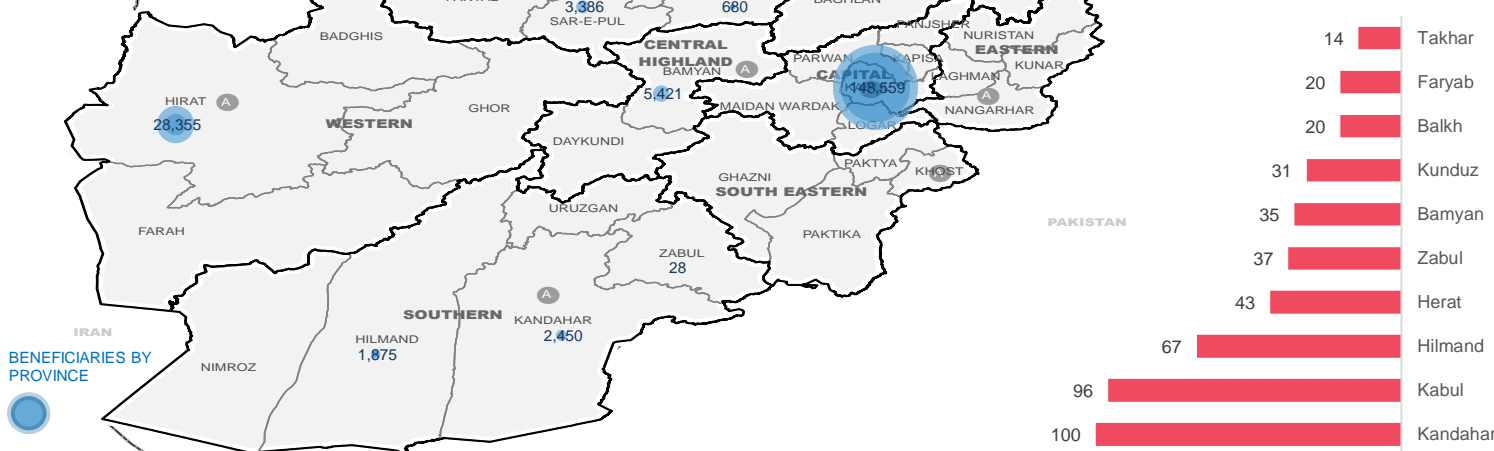 BAGHLAN
3,386
680
SAR-E-PUL
PANJSHER
BADGHIS
NURISTAN
CENTRAL
HIGHLAND
EASTERN
PARWAN
KAPISA
KUNAR
BAMYAN
A
CAPITAL
LAGHMAN
148,559
5,421
HIRAT
A
GHOR
MAIDAN WARDAK
A
NANGARHAR
28,355
WESTERN
LOGAR
DAYKUNDI
PAKTYA
KHOST
A
GHAZNI
SOUTH EASTERN
URUZGAN
FARAH
PAKTIKA
PAKISTAN
ZABUL
28
A
SOUTHERN
KANDAHAR
2,450
IRAN
HILMAND
1,875
NIMROZ
BENEFICIARIES BY
PROVINCE
14 Takhar
20 Faryab
20 Balkh
31 Kunduz
35 Bamyan
37 Zabul
43 Herat
67 Hilmand
96 Kabul
100 Kandahar